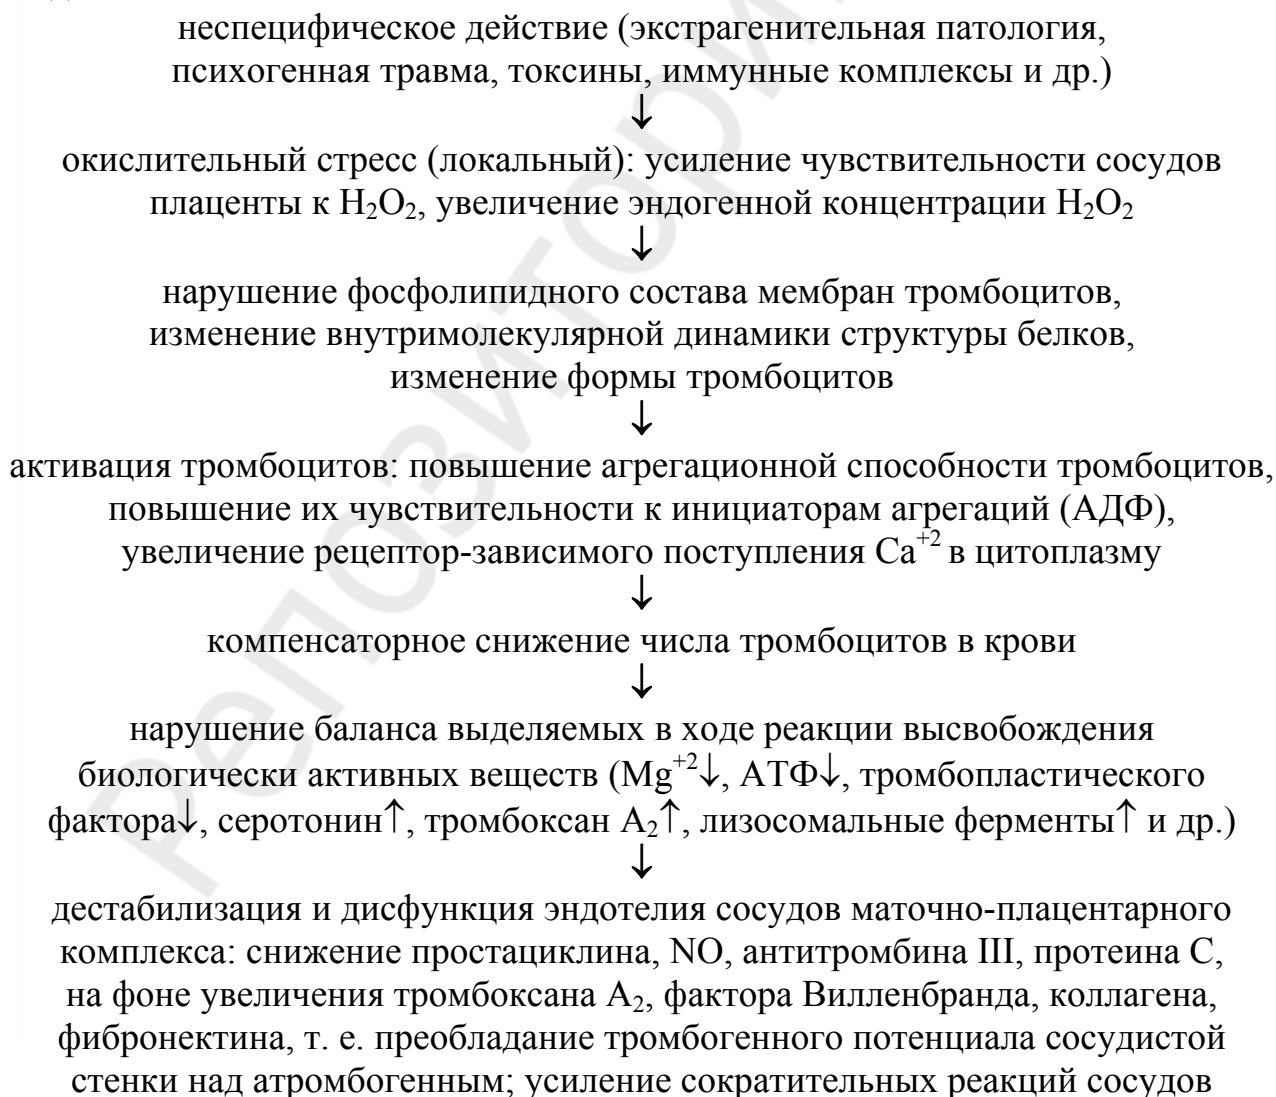 неспецифическое действие (экстрагенительная патология,
психогенная травма, токсины, иммунные комплексы и др.)
↓
окислительный стресс (локальный): усиление чувствительности сосудов
плаценты к H₂O₂, увеличение эндогенной концентрации H₂O₂
↓
нарушение фосфолипидного состава мембран тромбоцитов,
изменение внутримолекулярной динамики структуры белков,
изменение формы тромбоцитов
↓
активация тромбоцитов: повышение агрегационной способности тромбоцитов,
повышение их чувствительности к инициаторам агрегаций (АДФ),
увеличение рецептор-зависимого поступления Ca⁺² в цитоплазму
↓
компенсаторное снижение числа тромбоцитов в крови
↓
нарушение баланса выделяемых в ходе реакции высвобождения
биологически активных веществ (Mg⁺²↓, АТФ↓, тромбопластического
фактора↓, серотонин↑, тромбоксан A₂↑, лизосомальные ферменты↑ и др.)
↓
дестабилизация и дисфункция эндотелия сосудов маточно-плацентарного
комплекса: снижение простациклина, NO, антитромбина III, протеина С,
на фоне увеличения тромбоксана A₂, фактора Вилленбранда, коллагена,
фибронектина, т. е. преобладание тромбогенного потенциала сосудистой
стенки над атромбогенным; усиление сократительных реакций сосудов
Репозитори